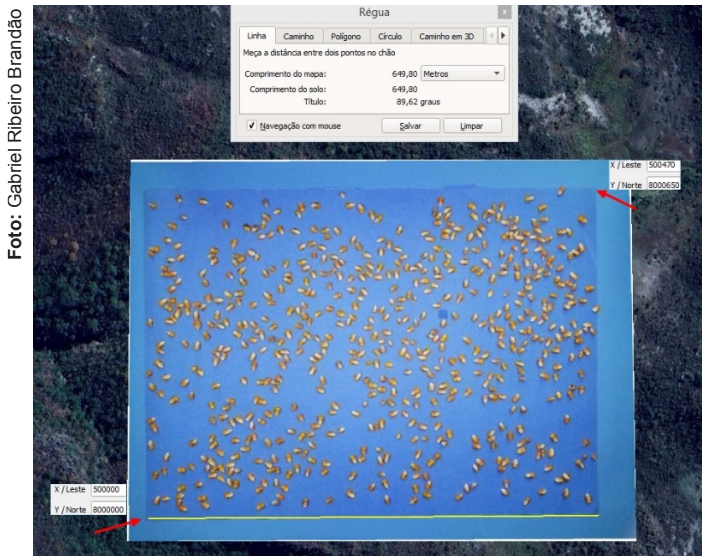 Foto: Gabriel Ribeiro Brandão
Régua
Linha Caminho Polígono Círculo Caminho em 3D
Meça a distância entre dois pontos no chão
Comprimento do mapa: 649,80 Metros
Comprimento do solo: 649,80
Título: 89,62 graus
Navegação com mouse Salvar Limpar
X / Leste 500470
Y / Norte 8000650
X / Leste 500000
Y / Norte 8000000